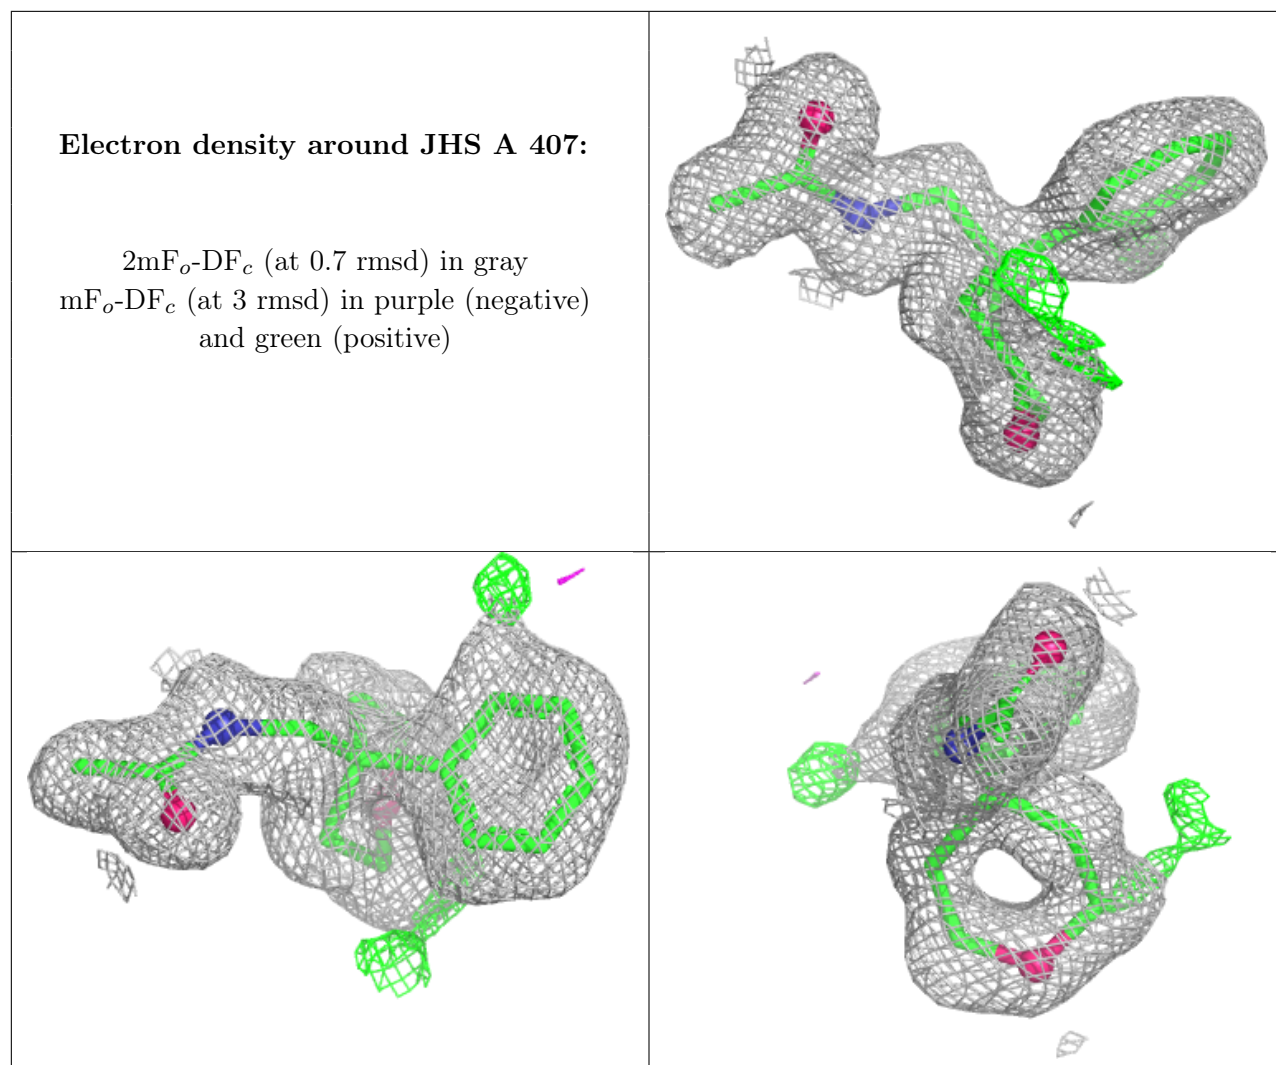 Electron density around JHS A 407:
2mFo-DFc (at 0.7 rmsd) in gray
mFo-DFc (at 3 rmsd) in purple (negative)
and green (positive)